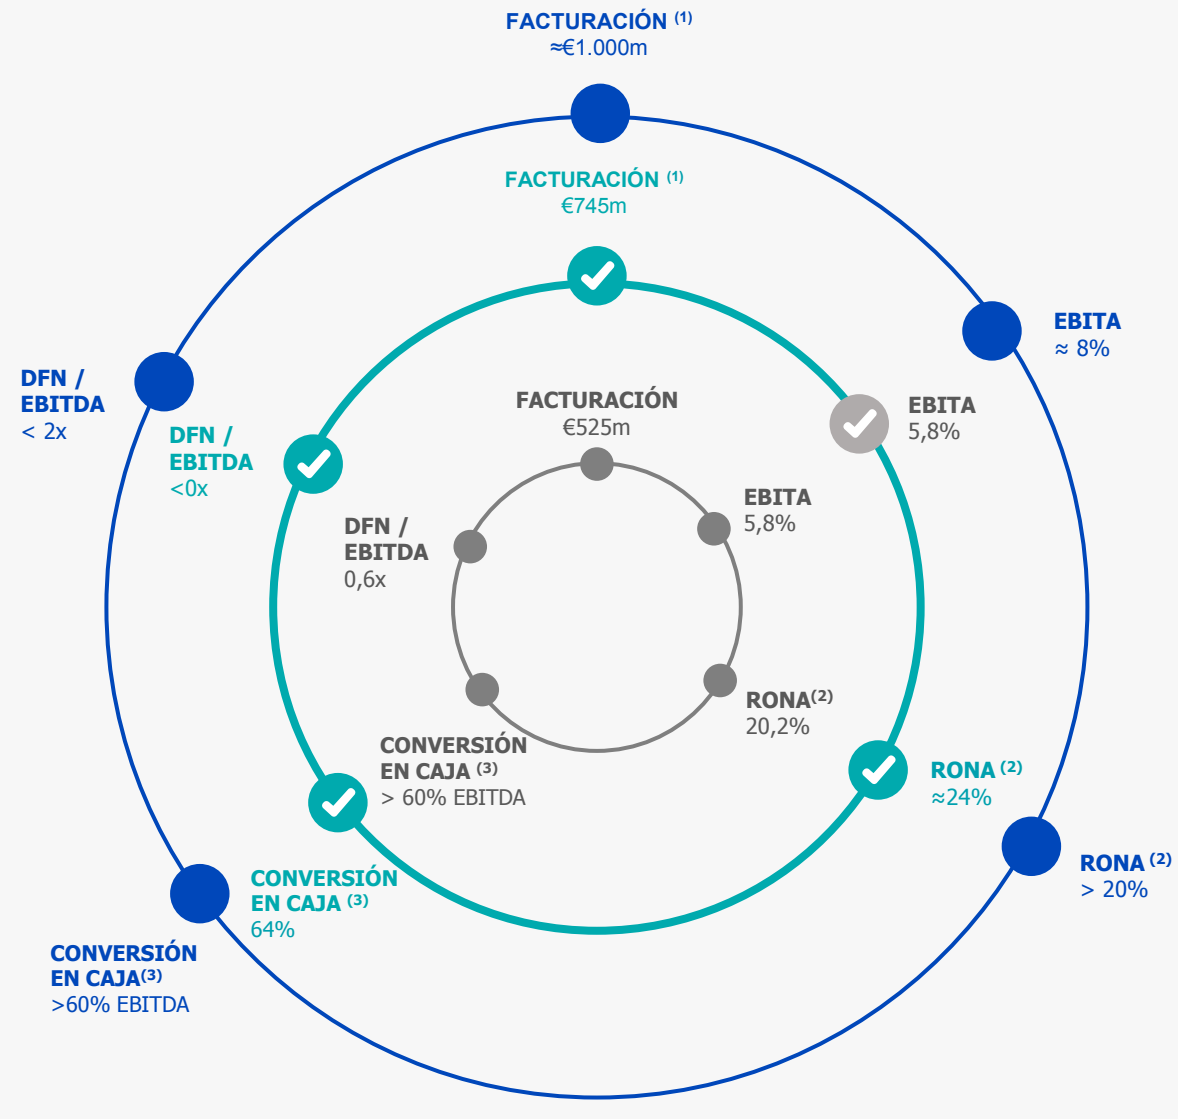 FACTURACIÓN (1)
≈€1.000m
FACTURACIÓN (1)
€745m
EBITA
≈ 8%
DFN /
EBITDA
< 2x
FACTURACIÓN
€525m
EBITA
5,8%
DFN /
EBITDA
<0x
EBITA
5,8%
DFN /
EBITDA
0,6x
RONA(2)
20,2%
CONVERSIÓN
EN CAJA (3)
> 60% EBITDA
RONA (2)
≈24%
RONA (2)
> 20%
CONVERSIÓN
EN CAJA (3)
64%
CONVERSIÓN
EN CAJA(3)
>60% EBITDA